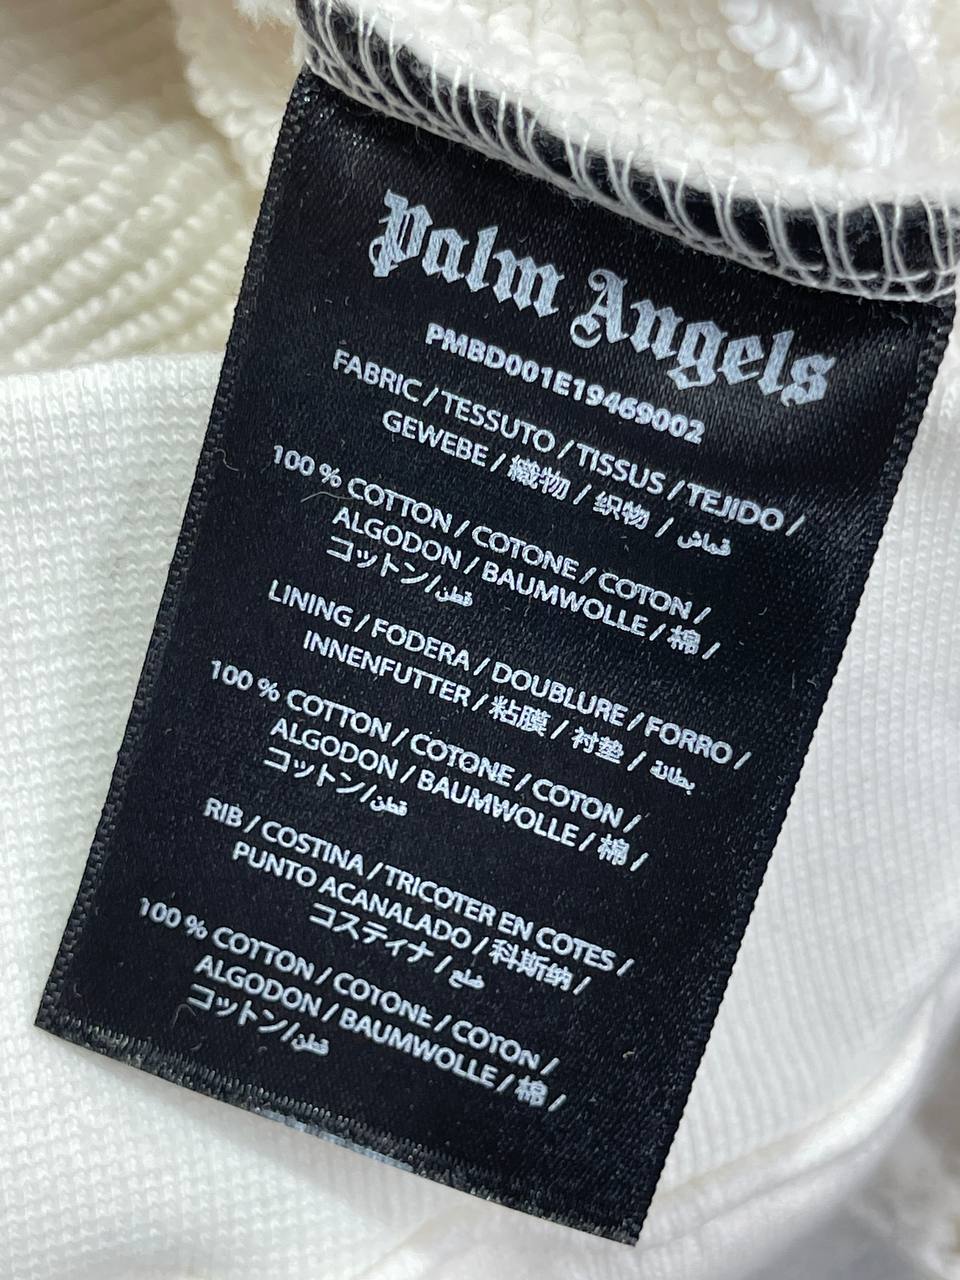 Palm Angels
PMBD001E19469002
FABRIC / TESSUTO / TISSUS / TEJIDO /
GEWEBE / 織物 / 织物 / قماش
100 % COTTON / COTONE / COTON /
ALGODON / BAUMWOLLE / 棉 /
コットン/قطن
LINING / FODERA / DOUBLURE / FORRO /
INNENFUTTER / 粘膜 / 衬垫 / بطانة
100 % COTTON / COTONE / COTON /
ALGODON / BAUMWOLLE / 棉 /
コットン/قطن
RIB / COSTINA / TRICOTER EN COTES /
PUNTO ACANALADO / 科斯纳 /
コスティナ / ضلع
100 % COTTON / COTONE / COTON /
ALGODON / BAUMWOLLE / 棉 /
コットン/قطن